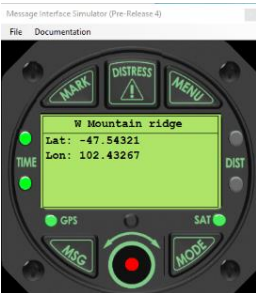 Message Interface Simulator (Pre-Release 4)
File Documentation
MARK
DISTRESS
MENU
W Mountain ridge
Lat: -47.54321
Lon: 102.43267
TIME
DIST
GPS
SAT
MSG
MODE